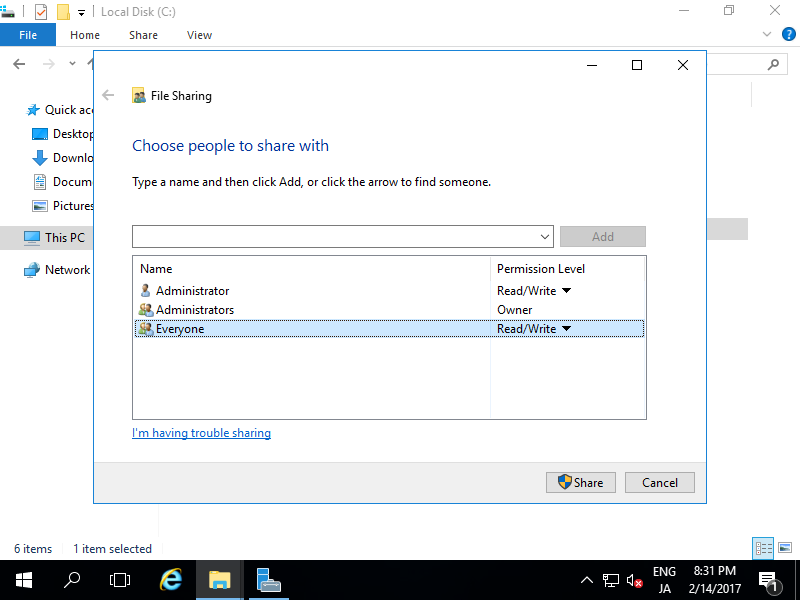 Local Disk (C:)
File Home Share View
?
Quick
Desktop
Pictures
This PC
Network
File Sharing
Choose people to share with
Type a name and then click Add, or click the arrow to find someone.
Add
Name Permission Level
Administrator Read/Write
Administrators Owner
Everyone Read/Write
I'm having trouble sharing
Share Cancel
6 items 1 item selected
ENG
JA
8:31 PM
2/14/2017
1